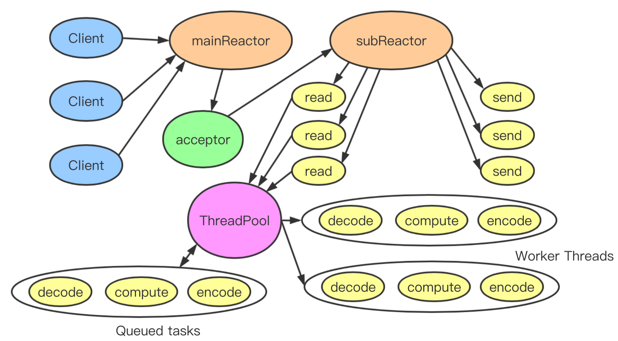 Client
mainReactor
subReactor
Client
read
send
acceptor
read
send
Client
read
send
ThreadPool
decode
compute
encode
Worker Threads
decode
compute
encode
decode
compute
encode
Queued tasks